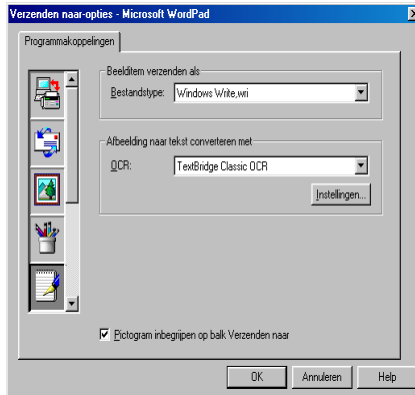 Verzenden naar-opties - Microsoft WordPad
Programmakoppelingen
Beelditem verzenden als
Bestandstype: Windows Write,wri
Afbeelding naar tekst converteren met
OCR: TextBridge Classic OCR
Instellingen...
Pictogram inbegrijpen op balk Verzenden naar
OK Annuleren Help